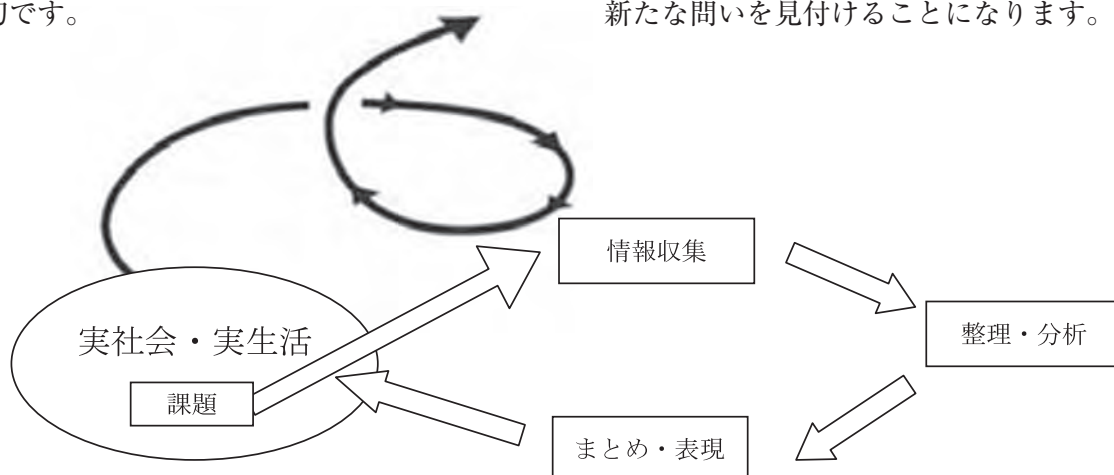 切です。
新たな問いを見付けることになります。
情報収集
整理・分析
実社会・実生活
課題
まとめ・表現